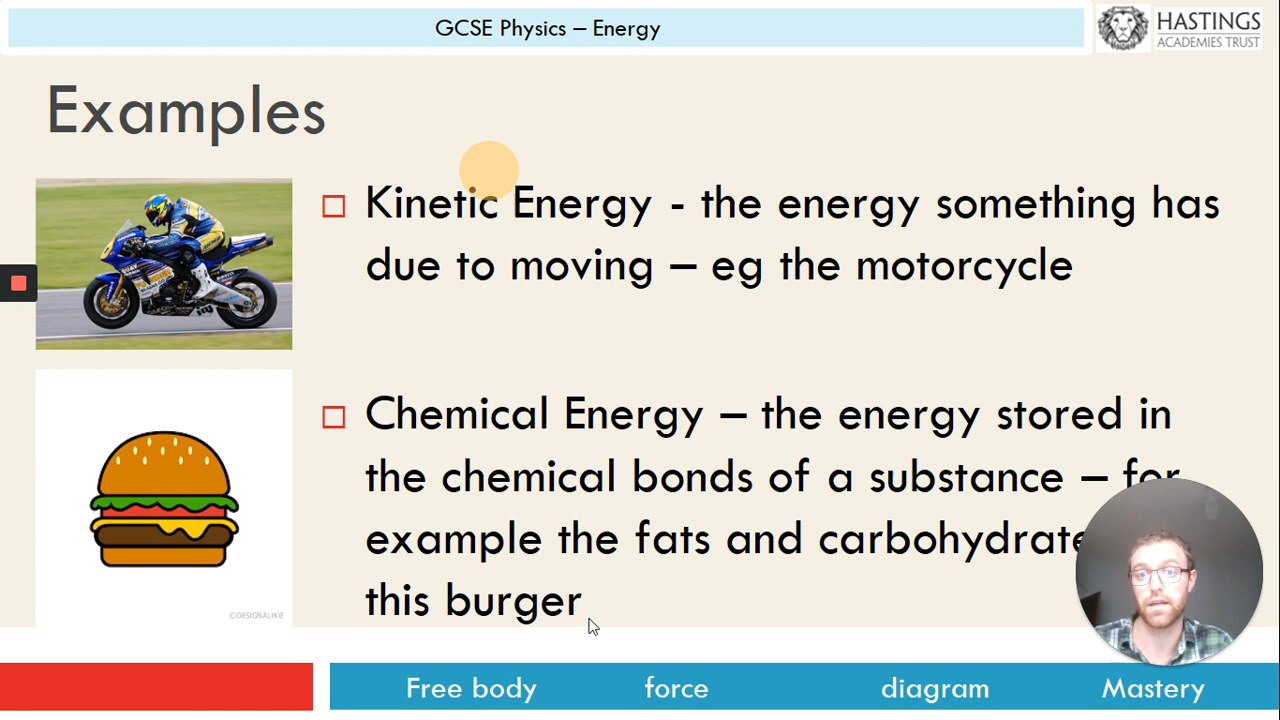 GCSE Physics – Energy
HASTINGS
ACADEMIES TRUST
Examples
Kinetic Energy - the energy something has
due to moving – eg the motorcycle
Chemical Energy – the energy stored in
the chemical bonds of a substance – for
example the fats and carbohydrate
this burger
©DESIGNALIKIE
Free body force diagram Mastery